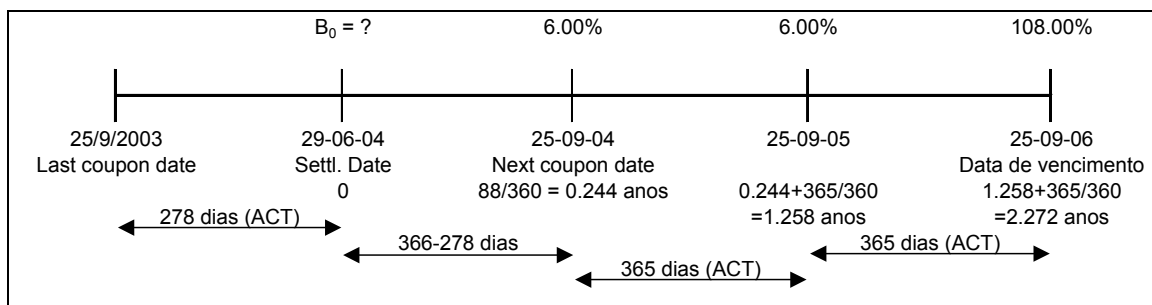 B0 = ? 6.00% 6.00% 108.00%
25/9/2003 29-06-04 25-09-04 25-09-05 25-09-06
Last coupon date Settl. Date Next coupon date Data de vencimento
0 88/360 = 0.244 anos 0.244+365/360 1.258+365/360
=1.258 anos =2.272 anos
278 dias (ACT)
366-278 dias 365 dias (ACT)
365 dias (ACT)